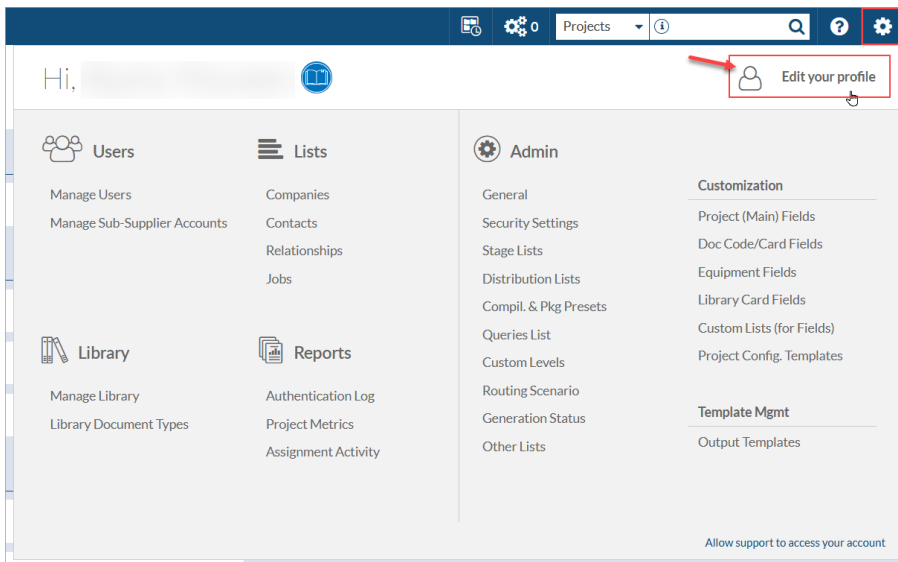 0
Projects
Hi,
Edit your profile
Users
Manage Users
Manage Sub-Supplier Accounts
Lists
Companies
Contacts
Relationships
Jobs
Library
Manage Library
Library Document Types
Reports
Authentication Log
Project Metrics
Assignment Activity
Admin
General
Security Settings
Stage Lists
Distribution Lists
Compil. & Pkg Presets
Queries List
Custom Levels
Routing Scenario
Generation Status
Other Lists
Customization
Project (Main) Fields
Doc Code/Card Fields
Equipment Fields
Library Card Fields
Custom Lists (for Fields)
Project Config. Templates
Template Mgmt
Output Templates
Allow support to access your account